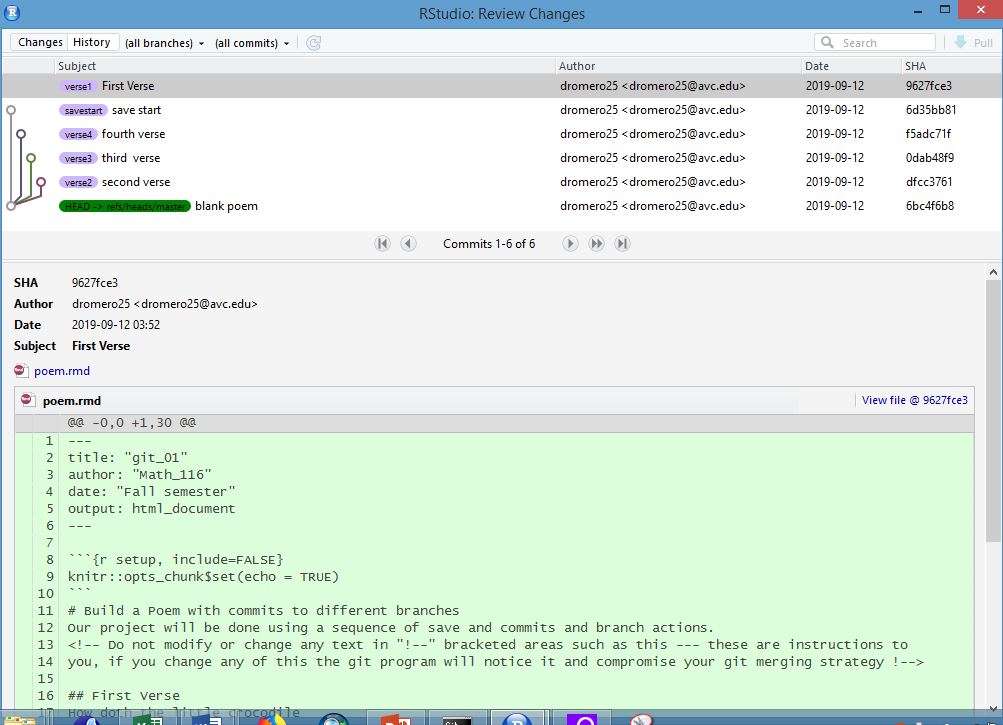 RStudio: Review Changes
Changes History (all branches) (all commits) Search Pull
Subject Author Date SHA
verse1 First Verse dromero25 <dromero25@avc.edu> 2019-09-12 9627fce3
savestart save start dromero25 <dromero25@avc.edu> 2019-09-12 6d35bb81
verse4 fourth verse dromero25 <dromero25@avc.edu> 2019-09-12 f5adc71f
verse3 third verse dromero25 <dromero25@avc.edu> 2019-09-12 0dab48f9
verse2 second verse dromero25 <dromero25@avc.edu> 2019-09-12 dfcc3761
HEAD -> refs/heads/master blank poem dromero25 <dromero25@avc.edu> 2019-09-12 6bc4f6b8
Commits 1-6 of 6
SHA 9627fce3
Author dromero25 <dromero25@avc.edu>
Date 2019-09-12 03:52
Subject First Verse
poem.rmd
poem.rmd View file @ 9627fce3
@@ -0,0 +1,30 @@
1 ---
2 title: "git_01"
3 author: "Math_116"
4 date: "Fall semester"
5 output: html_document
6 ---
7
8 ```{r setup, include=FALSE}
9 knitr::opts_chunk$set(echo = TRUE)
10 ```
11 # Build a Poem with commits to different branches
12 Our project will be done using a sequence of save and commits and branch actions.
13 <!-- Do not modify or change any text in "!--" bracketed areas such as this --- these are instructions to
14 you, if you change any of this the git program will notice it and compromise your git merging strategy !-->
15
16 ## First Verse
17 How doth the little crocodile